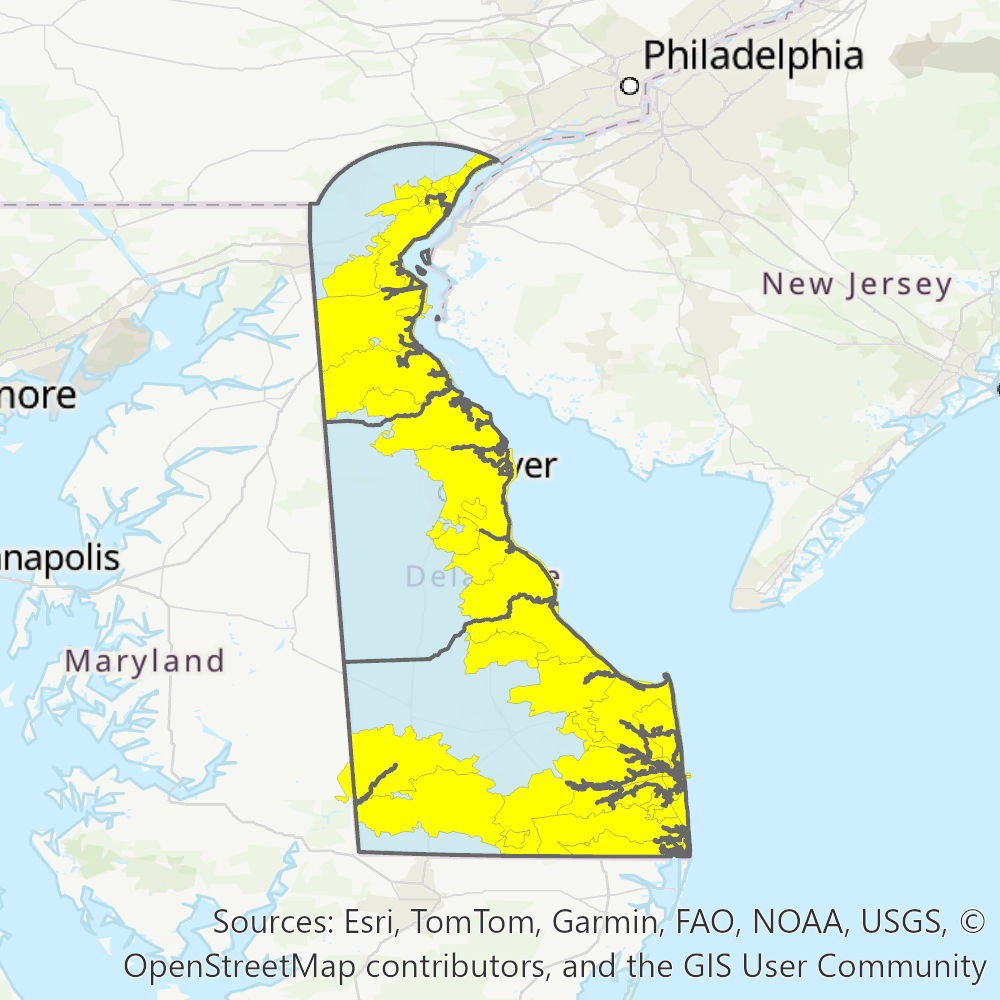 Philadelphia
New Jersey
more
ver
napolis
Dela e
Maryland
Sources: Esri, TomTom, Garmin, FAO, NOAA, USGS, ©
OpenStreetMap contributors, and the GIS User Community